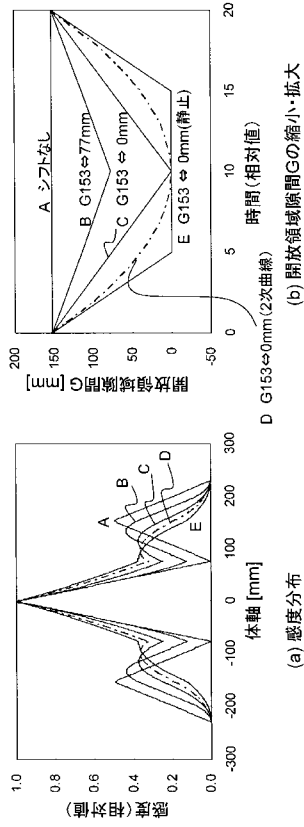 感度(相対値)
1.0
0.8
0.6
0.4
0.2
0.0
-300
-200
-100
0
100
200
300
体軸 [mm]
A
B
C
D
E
(a) 感度分布
開放領域隙間G [mm]
200
150
100
50
0
-50
0
5
10
15
20
時間(相対値)
A シフトなし
B G153⇔77mm
C G153⇔0mm
E G153⇔0mm(静止)
D G153⇔0mm(2次曲線)
(b) 開放領域隙間Gの縮小・拡大